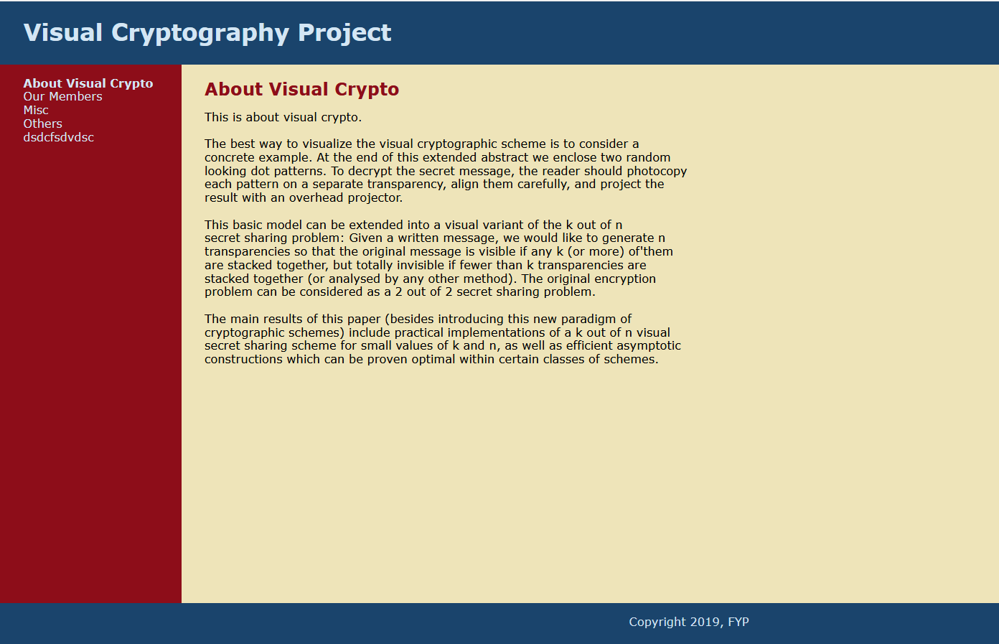 Visual Cryptography Project
About Visual Crypto
Our Members
Misc
Others
dsdcfsdvdsc
About Visual Crypto
This is about visual crypto.
The best way to visualize the visual cryptographic scheme is to consider a
concrete example. At the end of this extended abstract we enclose two random
looking dot patterns. To decrypt the secret message, the reader should photocopy
each pattern on a separate transparency, align them carefully, and project the
result with an overhead projector.
This basic model can be extended into a visual variant of the k out of n
secret sharing problem: Given a written message, we would like to generate n
transparencies so that the original message is visible if any k (or more) of'them
are stacked together, but totally invisible if fewer than k transparencies are
stacked together (or analysed by any other method). The original encryption
problem can be considered as a 2 out of 2 secret sharing problem.
The main results of this paper (besides introducing this new paradigm of
cryptographic schemes) include practical implementations of a k out of n visual
secret sharing scheme for small values of k and n, as well as efficient asymptotic
constructions which can be proven optimal within certain classes of schemes.
Copyright 2019, FYP